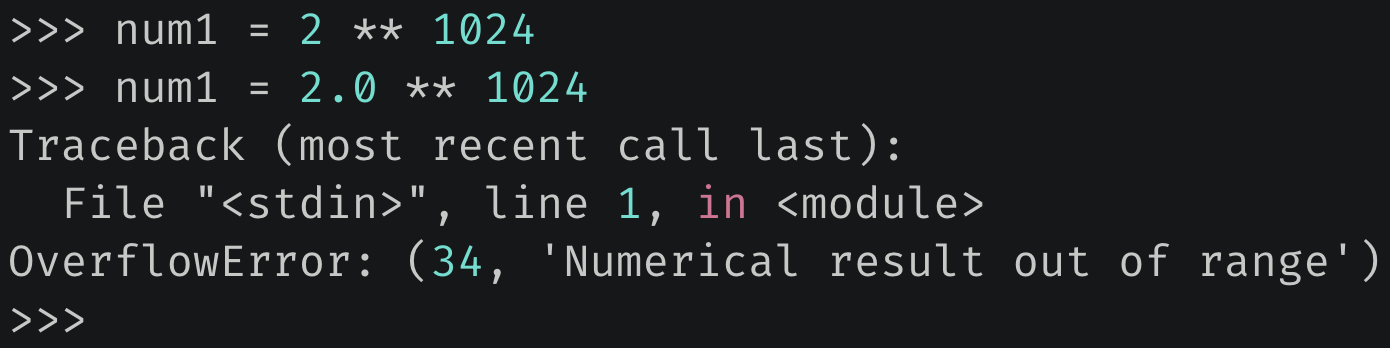 >>> num1 = 2 ** 1024
>>> num1 = 2.0 ** 1024
Traceback (most recent call last):
  File "<stdin>", line 1, in <module>
OverflowError: (34, 'Numerical result out of range')
>>>